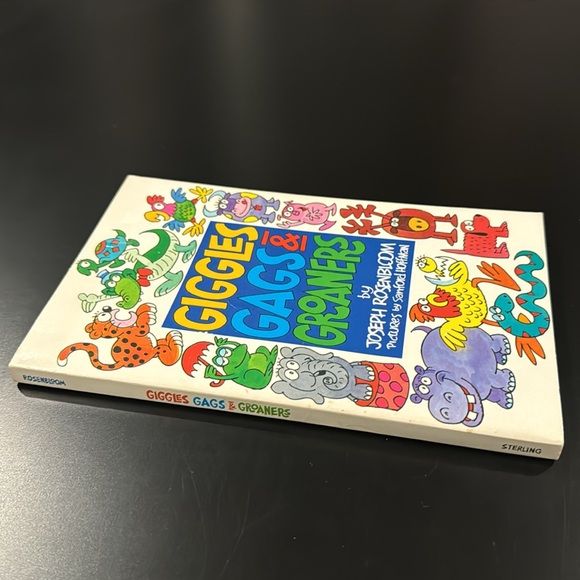 GIGGLES
GAGS &
GROANERS
by
JOSEPH ROSENBLOOM
Pictures by Sanford Hoffman
ROSENBLOOM
GIGGLES GAGS & GROANERS
STERLING